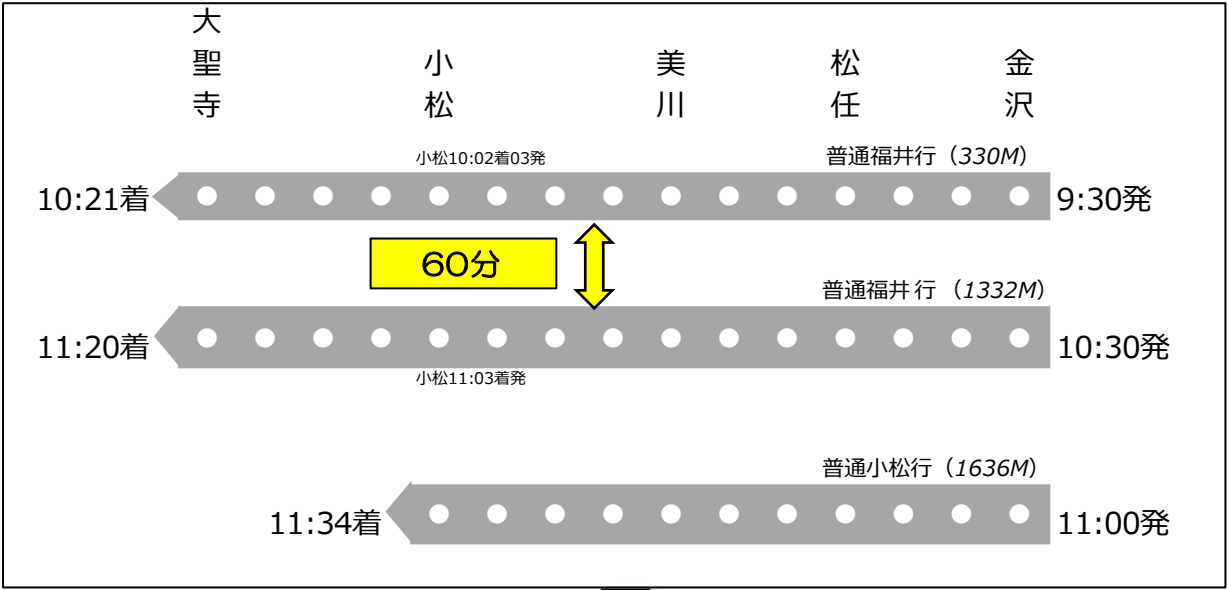 大聖寺
小松
美川
松任
金沢
小松10:02着03発
普通福井行（330M）
10:21着
9:30発
60分
普通福井行（1332M）
11:20着
10:30発
小松11:03着発
普通小松行（1636M）
11:34着
11:00発